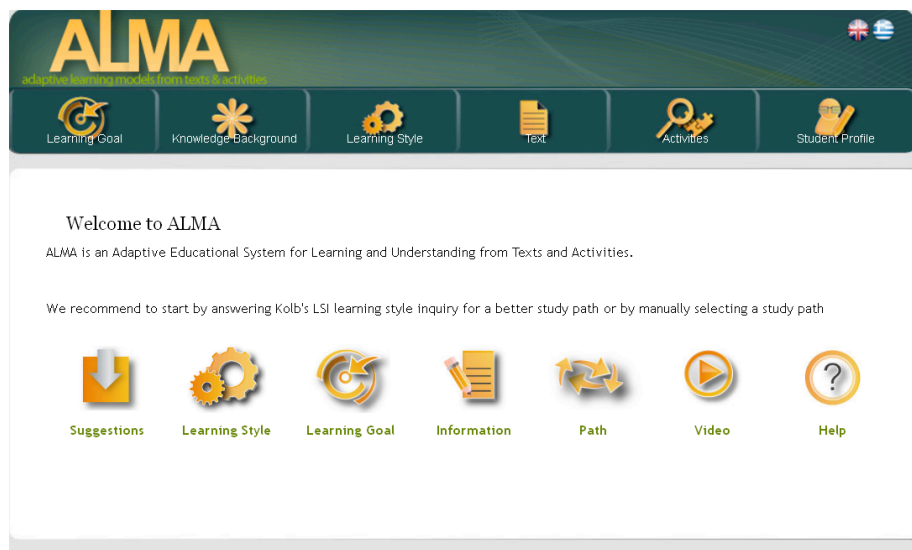 ALMA
adaptive learning models from texts & activities
Learning Goal Knowledge Background Learning Style Text Activities Student Profile
Welcome to ALMA
ALMA is an Adaptive Educational System for Learning and Understanding from Texts and Activities.
We recommend to start by answering Kolb's LSI learning style inquiry for a better study path or by manually selecting a study path
Suggestions Learning Style Learning Goal Information Path Video Help